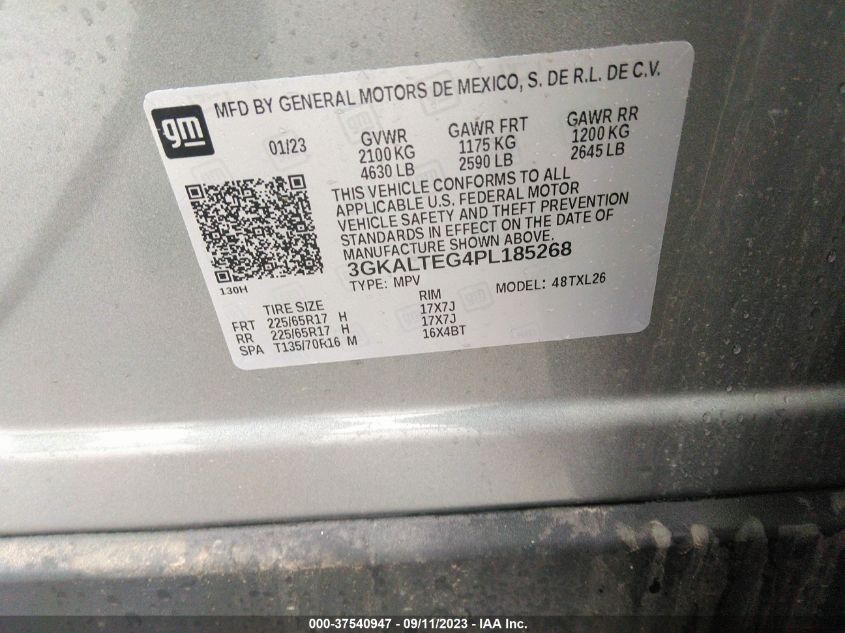 gm
MFD BY GENERAL MOTORS DE MEXICO, S. DE R.L. DE C.V.
01/23 GVWR GAWR FRT GAWR RR
2100 KG 1175 KG 1200 KG
4630 LB 2590 LB 2645 LB
THIS VEHICLE CONFORMS TO ALL
APPLICABLE U.S. FEDERAL MOTOR
VEHICLE SAFETY AND THEFT PREVENTION
STANDARDS IN EFFECT ON THE DATE OF
MANUFACTURE SHOWN ABOVE.
3GKALTEG4PL185268
130H
TYPE: MPV MODEL: 48TXL26
TIRE SIZE RIM
FRT 225/65R17 H 17X7J
RR 225/65R17 H 17X7J
SPA T135/70R16 M 16X4BT
000-37540947 - 09/11/2023 - IAA Inc.